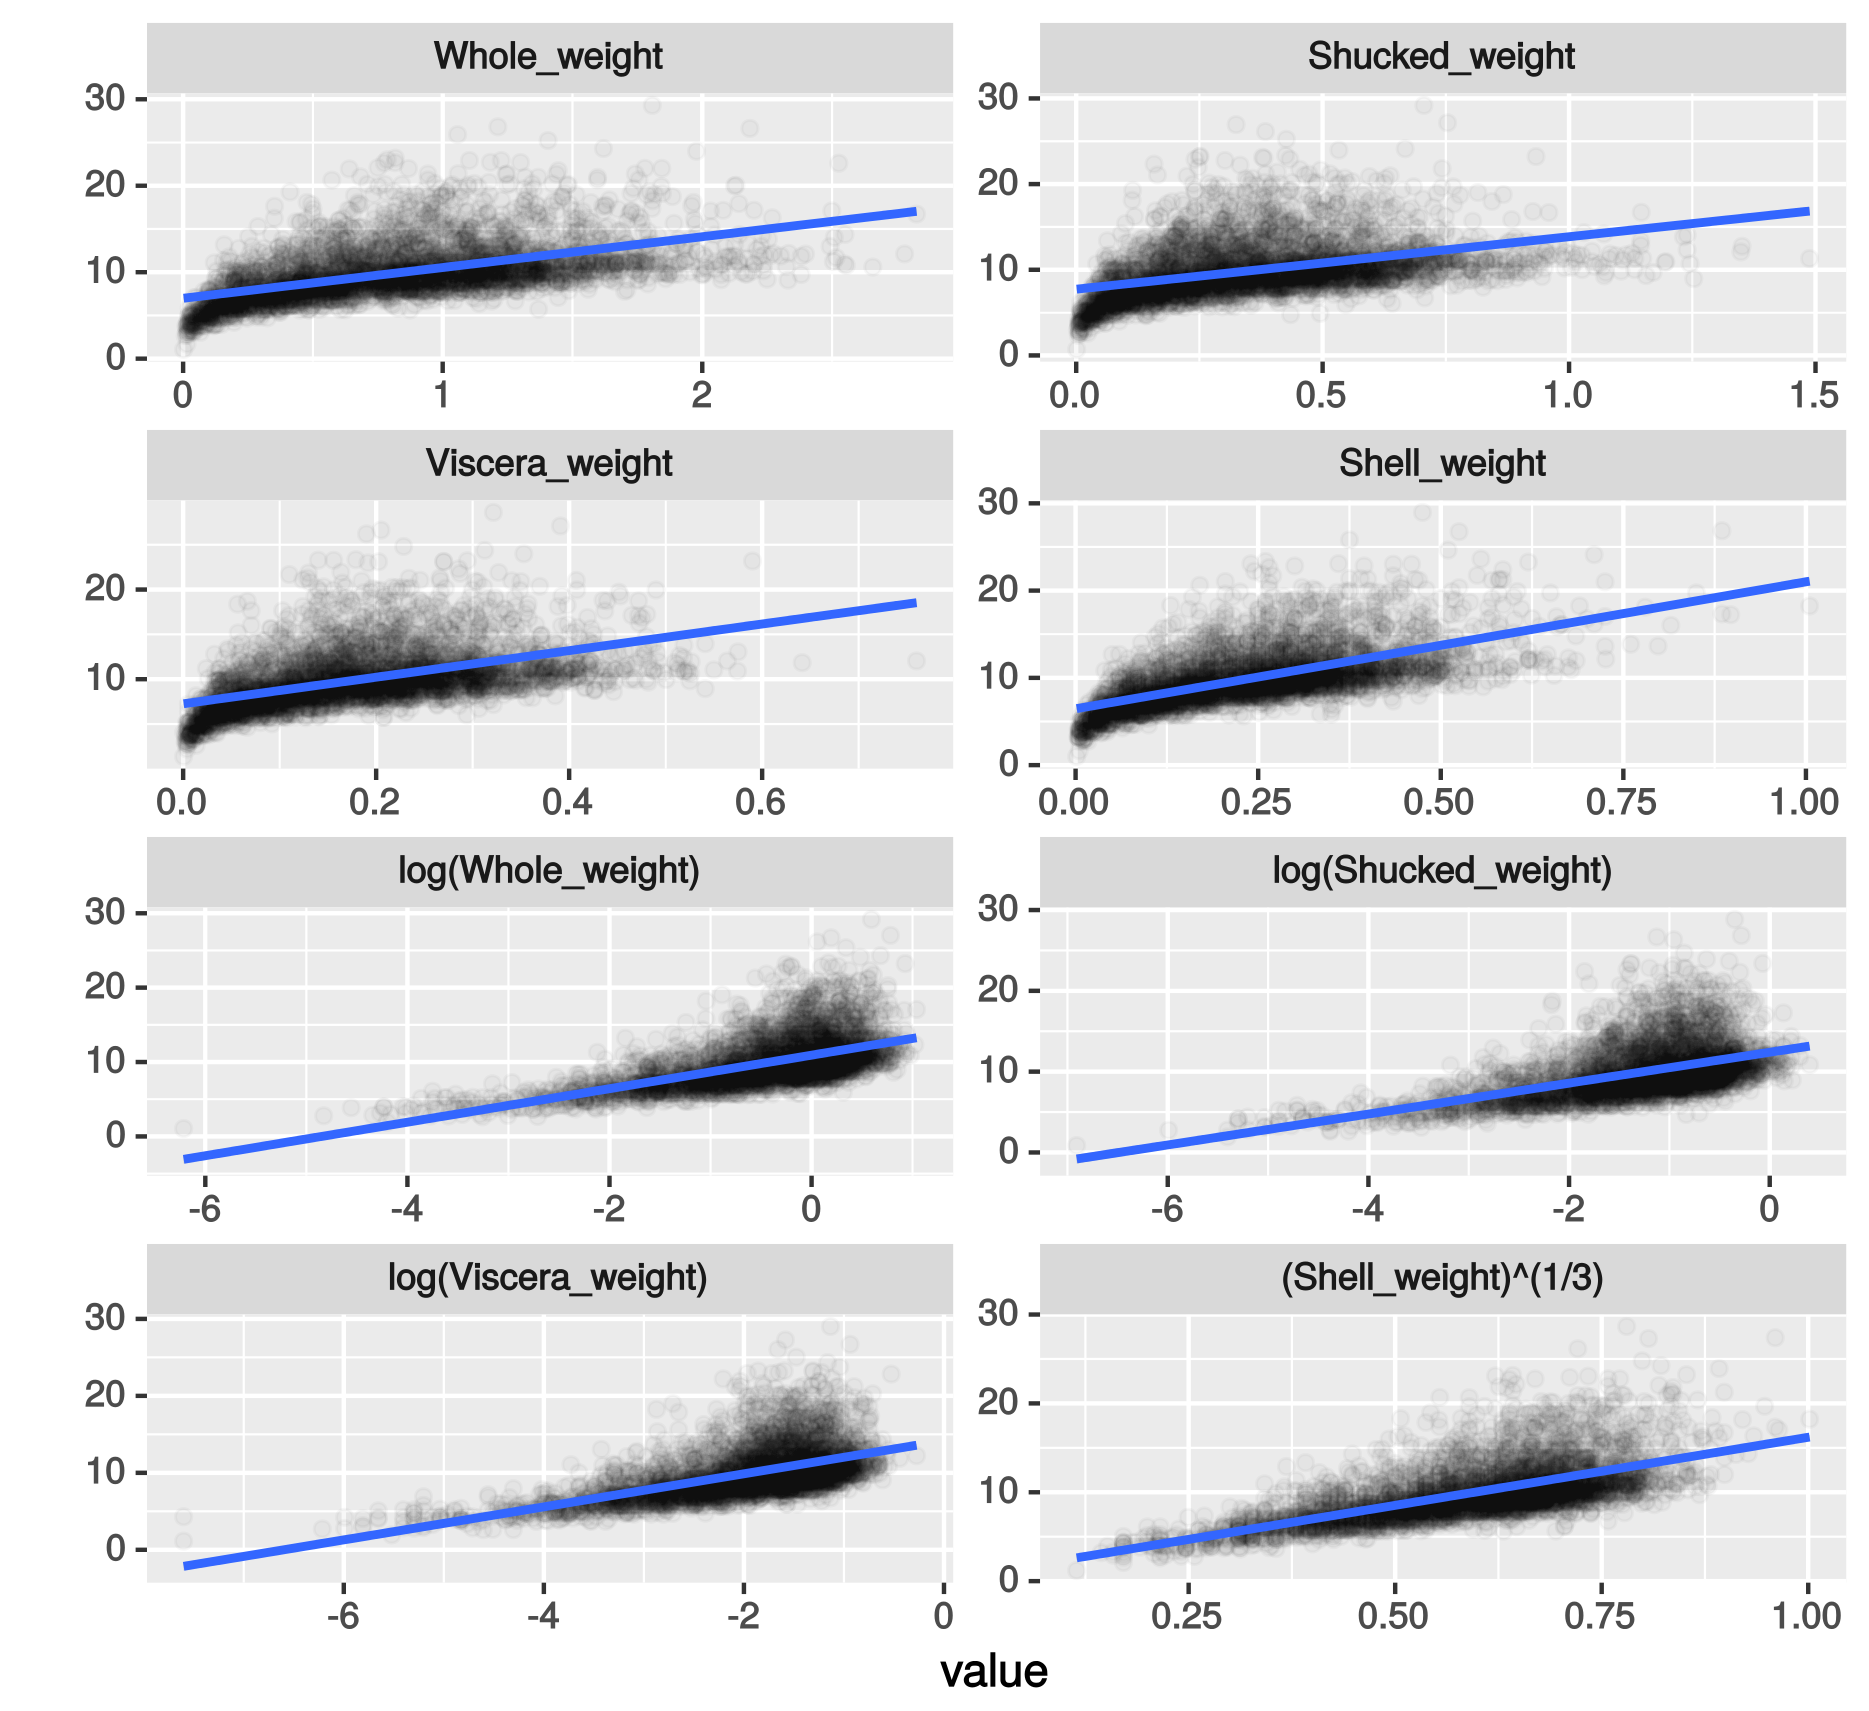 Whole_weight Shucked_weight
30 30
20 20
10 10
0 0
0 1 2 0.0 0.5 1.0 1.5
Viscera_weight Shell_weight
30
20 20
10 10
0
0.0 0.2 0.4 0.6 0.00 0.25 0.50 0.75 1.00
log(Whole_weight) log(Shucked_weight)
30 30
20 20
10 10
0 0
-6 -4 -2 0 -6 -4 -2 0
log(Viscera_weight) (Shell_weight)^(1/3)
30 30
20 20
10 10
0 0
-6 -4 -2 0 0.25 0.50 0.75 1.00
value